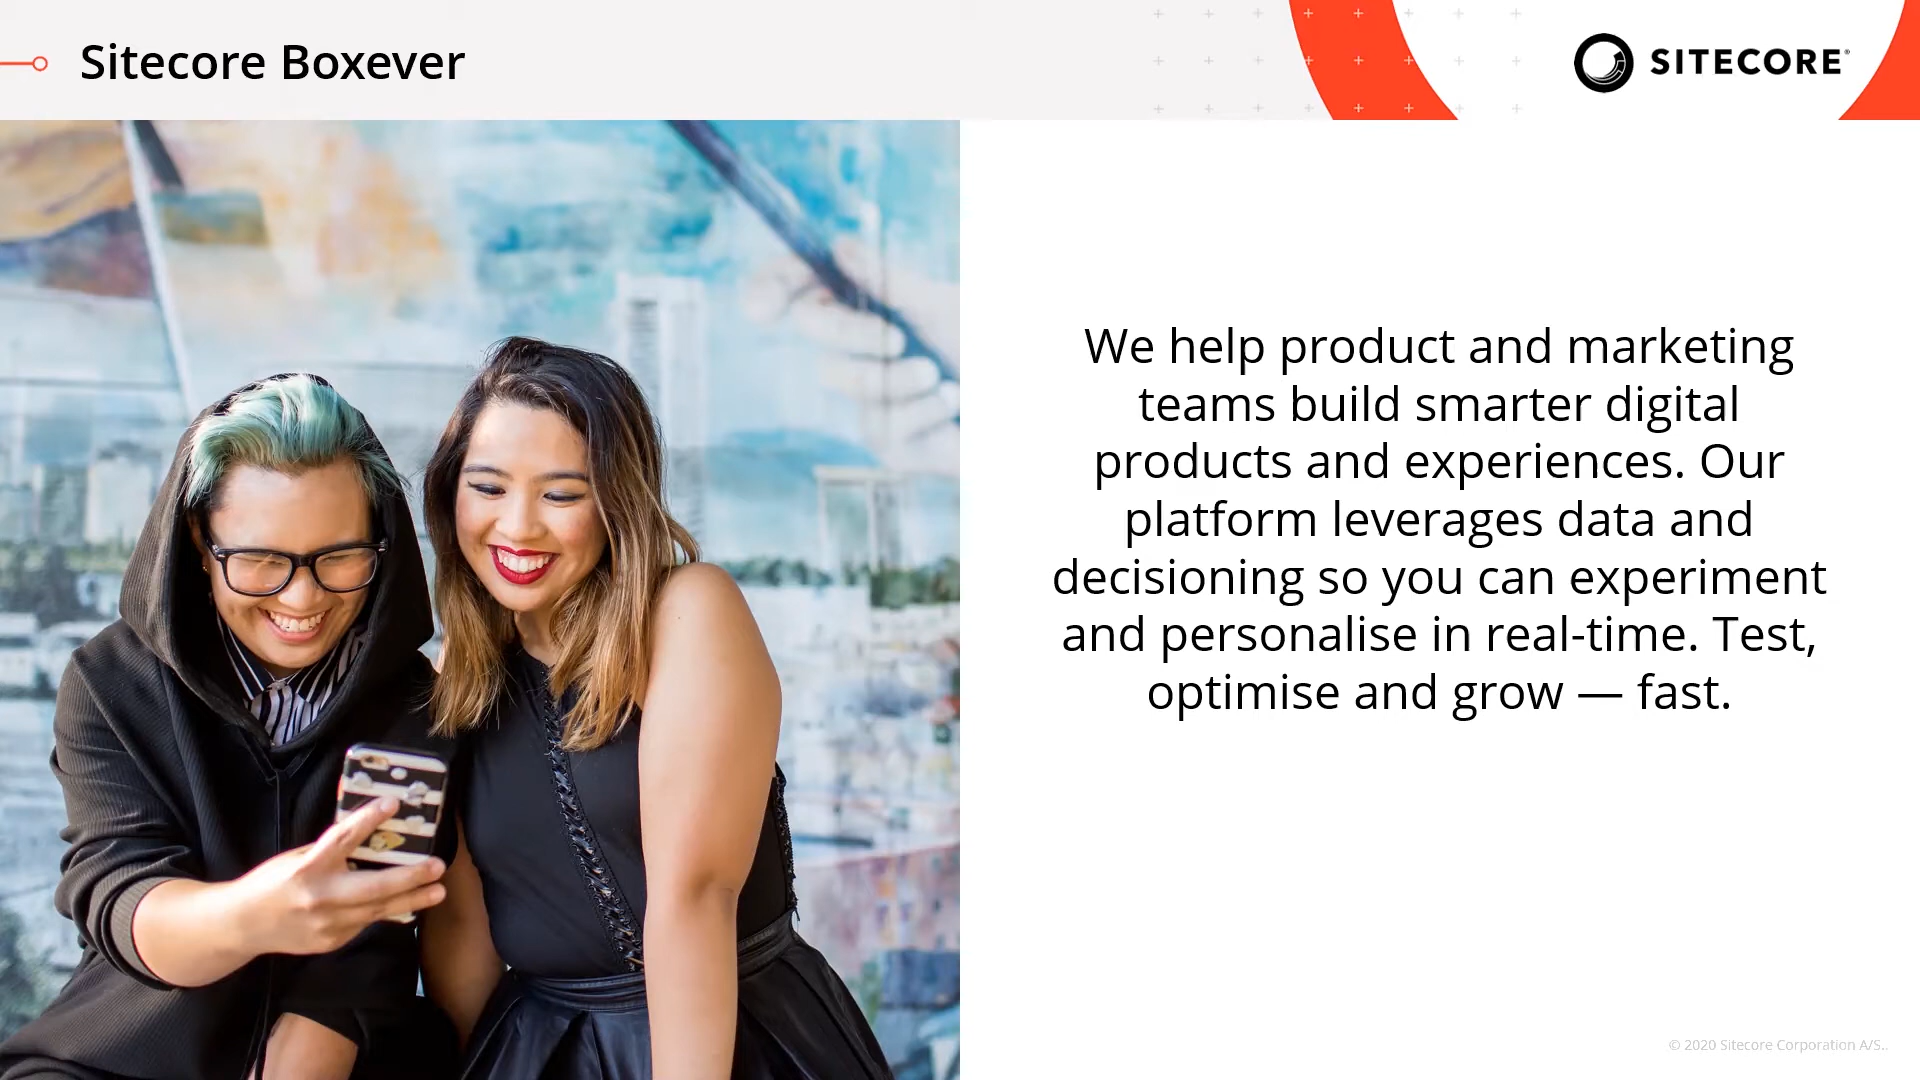 Sitecore Boxever
SITECORE®
We help product and marketing
teams build smarter digital
products and experiences. Our
platform leverages data and
decisioning so you can experiment
and personalise in real-time. Test,
optimise and grow — fast.
© 2020 Sitecore Corporation A/S..